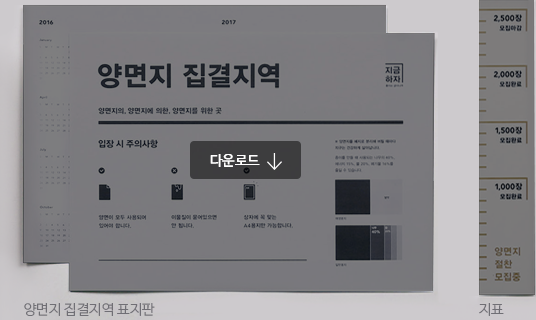 2016
2017
양면지 집결지역
지금
하자
양면지의, 양면지에 의한, 양면지를 위한 곳
입장 시 주의사항
다운로드
양면이 모두 사용되어
있어야 합니다.
이물질이 묻어있으면
안 됩니다.
상자에 꼭 맞는
A4용지만 가능합니다.
양면지 집결지역 표지판
2,500장
모집마감
2,000장
모집완료
1,500장
모집완료
1,000장
모집완료
양면지
절찬
모집중
지표